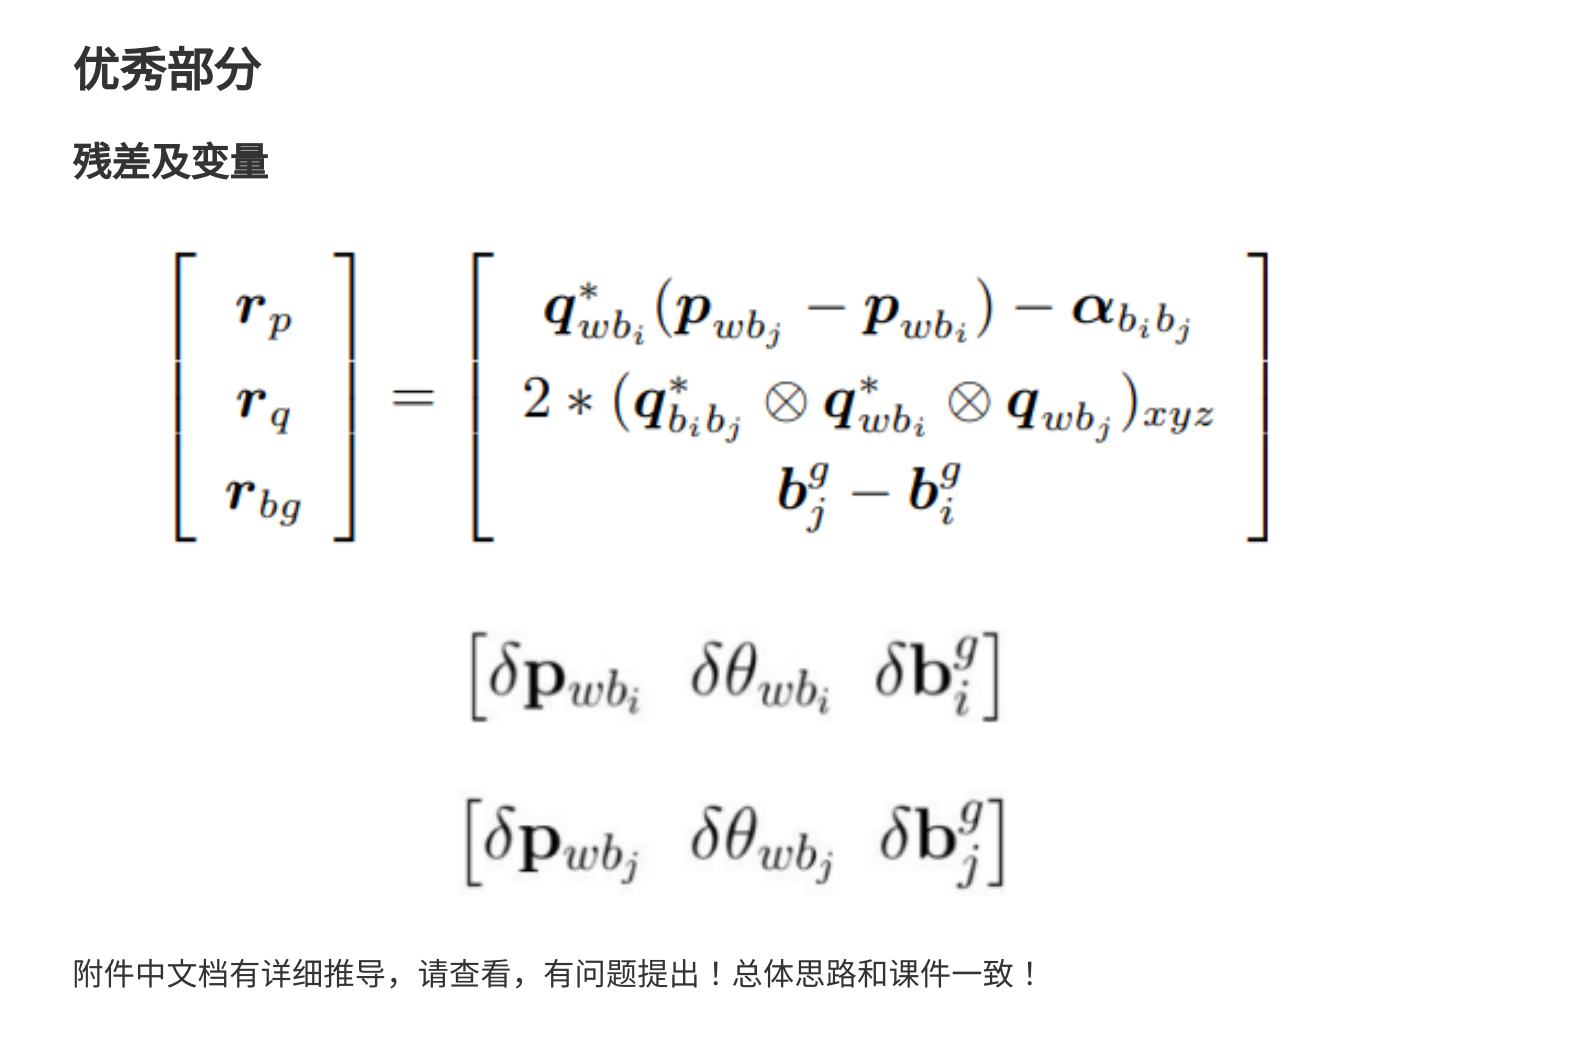 优秀部分
残差及变量
\begin{bmatrix} \boldsymbol{r}_p \\ \boldsymbol{r}_q \\ \boldsymbol{r}_{bg} \end{bmatrix} = \begin{bmatrix} \boldsymbol{q}^*_{wb_i}(\boldsymbol{p}_{wb_j} - \boldsymbol{p}_{wb_i}) - \boldsymbol{\alpha}_{b_ib_j} \\ 2 * (\boldsymbol{q}^*_{b_ib_j} \otimes \boldsymbol{q}^*_{wb_i} \otimes \boldsymbol{q}_{wb_j})_{xyz} \\ \boldsymbol{b}^g_j - \boldsymbol{b}^g_i \end{bmatrix}
[\delta\mathbf{p}_{wb_i} \quad \delta\theta_{wb_i} \quad \delta\mathbf{b}^g_i]
[\delta\mathbf{p}_{wb_j} \quad \delta\theta_{wb_j} \quad \delta\mathbf{b}^g_j]
附件中文档有详细推导，请查看，有问题提出！总体思路和课件一致！